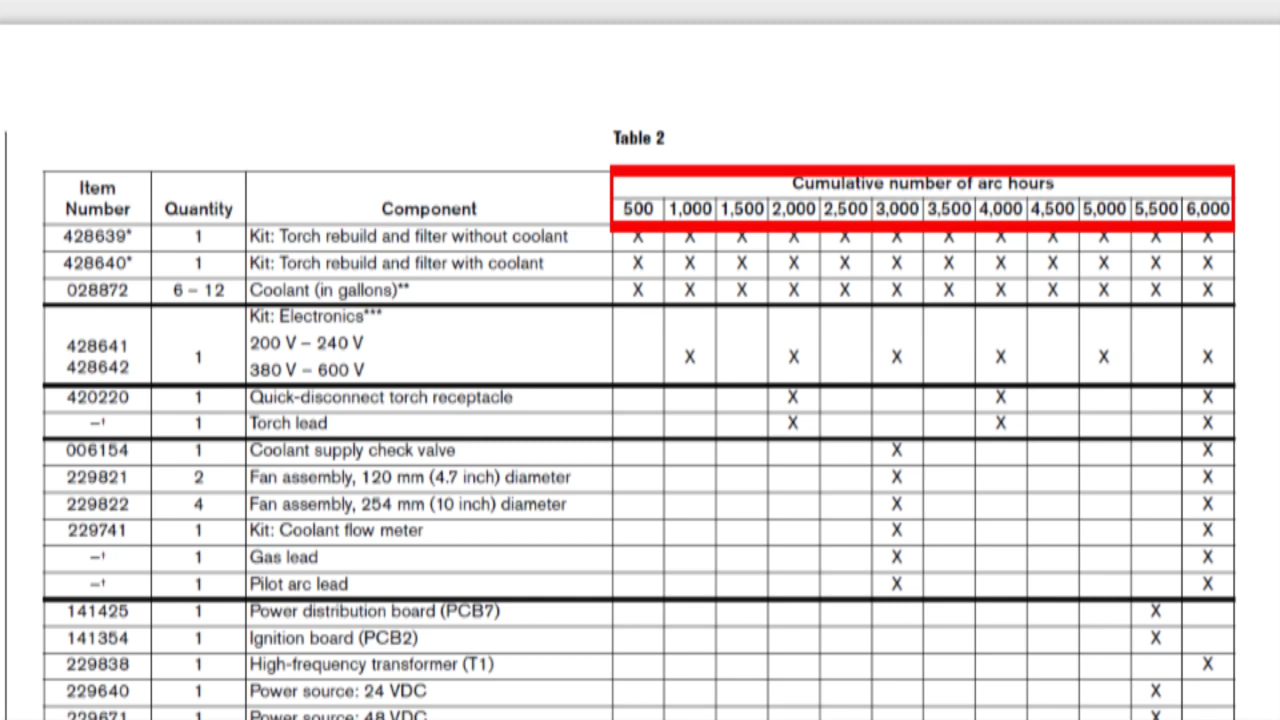 Table 2
Item Number Quantity Component Cumulative number of arc hours
500 1,000 1,500 2,000 2,500 3,000 3,500 4,000 4,500 5,000 5,500 6,000
428639* 1 Kit: Torch rebuild and filter without coolant X X X X X X X X X X X X
428640* 1 Kit: Torch rebuild and filter with coolant X X X X X X X X X X X X
028872 6 – 12 Coolant (in gallons)** X X X X X X X X X X X X
Kit: Electronics***
428641 200 V – 240 V
428642 1 380 V – 600 V X X X X X X
420220 1 Quick-disconnect torch receptacle X X X
–† 1 Torch lead X X X
006154 1 Coolant supply check valve X X
229821 2 Fan assembly, 120 mm (4.7 inch) diameter X X
229822 4 Fan assembly, 254 mm (10 inch) diameter X X
229741 1 Kit: Coolant flow meter X X
–† 1 Gas lead X X
–† 1 Pilot arc lead X X
141425 1 Power distribution board (PCB7) X
141354 1 Ignition board (PCB2) X
229838 1 High-frequency transformer (T1) X
229640 1 Power source: 24 VDC X
229671 1 Power source: 48 VDC X